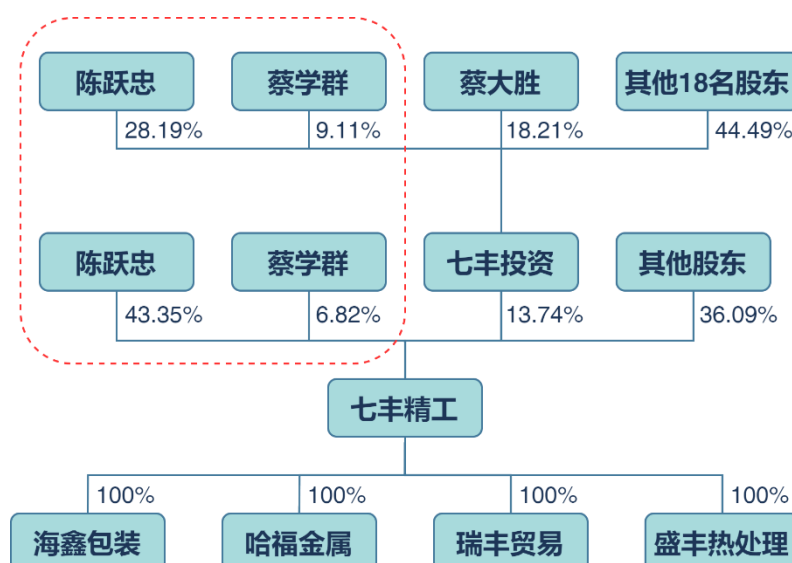 陈跃忠 蔡学群 蔡大胜 其他18名股东
28.19% 9.11% 18.21% 44.49%
陈跃忠 蔡学群 七丰投资 其他股东
43.35% 6.82% 13.74% 36.09%
七丰精工
100% 100% 100% 100%
海鑫包装 哈福金属 瑞丰贸易 盛丰热处理